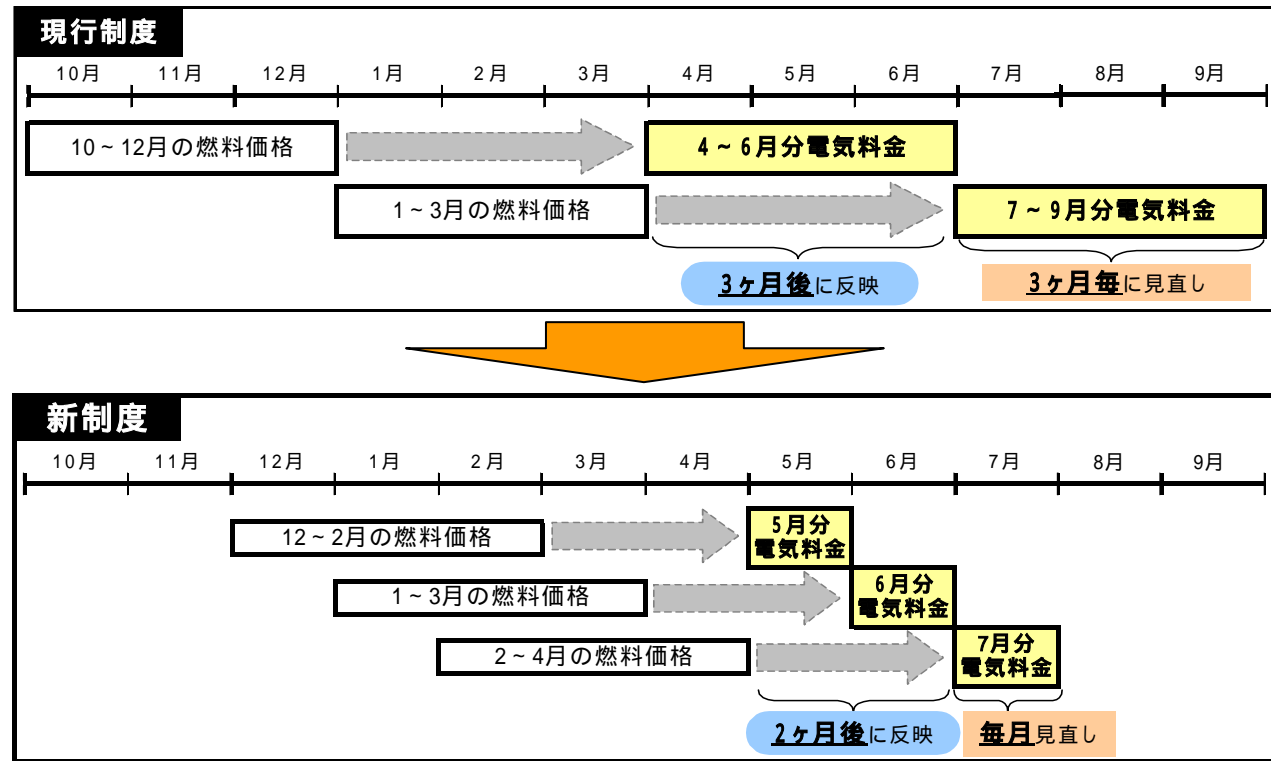 現行制度
10月 11月 12月 1月 2月 3月 4月 5月 6月 7月 8月 9月
10~12月の燃料価格
4~6月分電気料金
1~3月の燃料価格
7~9月分電気料金
3ヶ月後に反映
3ヶ月毎に見直し
新制度
10月 11月 12月 1月 2月 3月 4月 5月 6月 7月 8月 9月
12~2月の燃料価格
5月分
電気料金
1~3月の燃料価格
6月分
電気料金
2~4月の燃料価格
7月分
電気料金
2ヶ月後に反映
毎月見直し